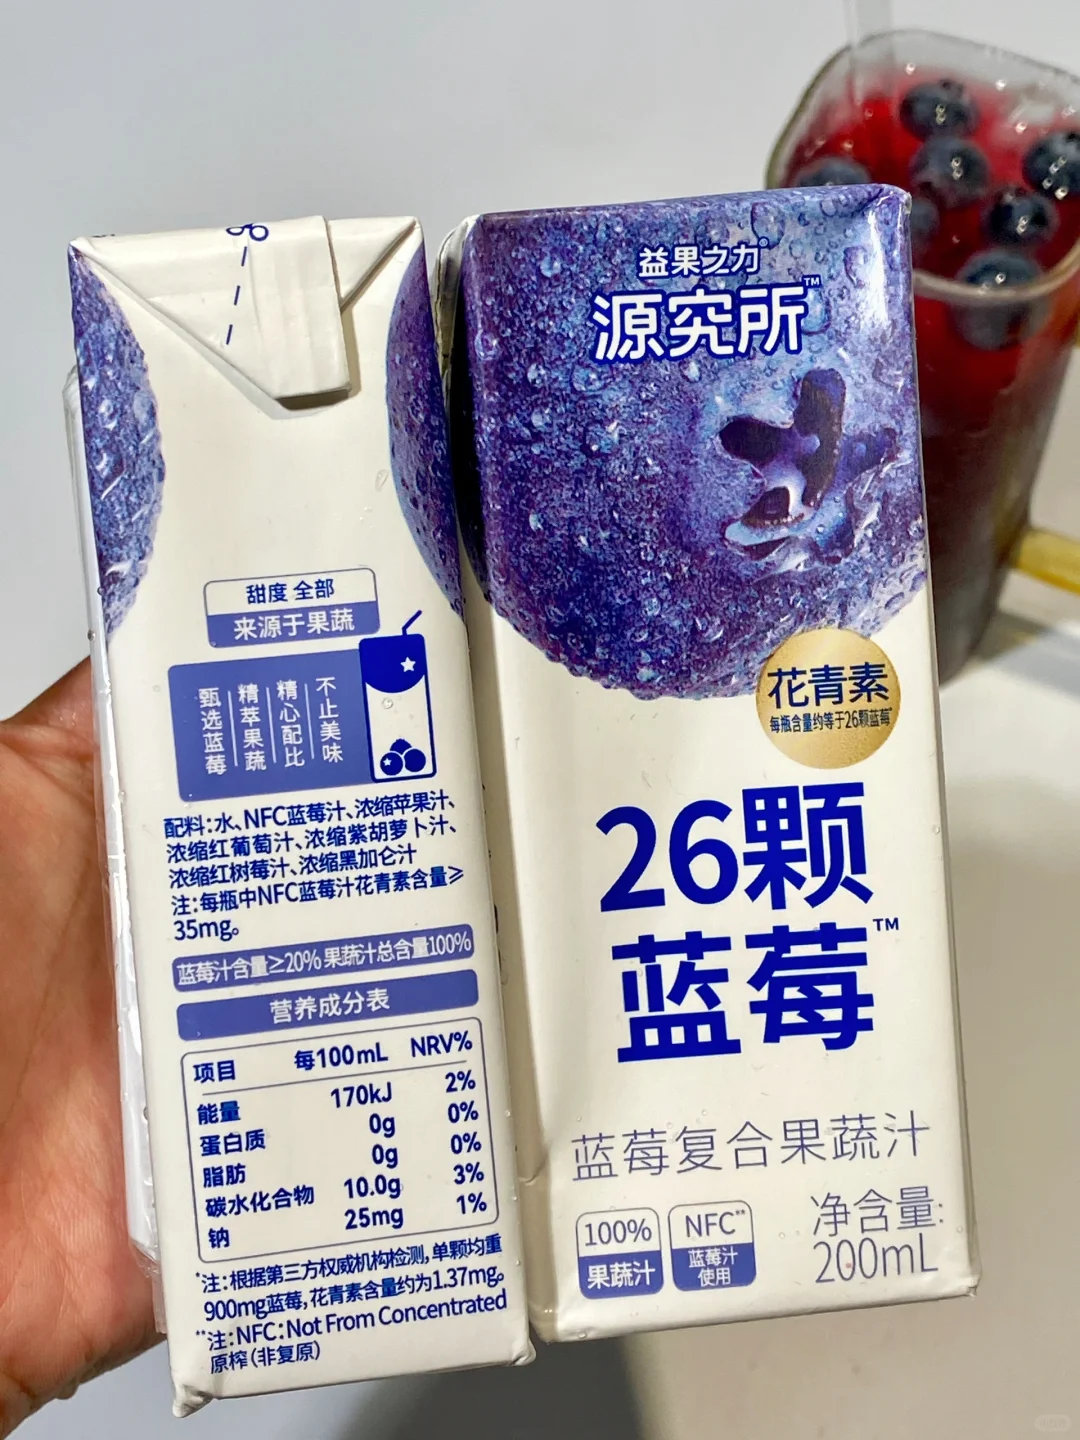 甜度 全部
来源于果蔬
甄选蓝莓
精萃果蔬
精心配比
不止美味
配料:水、NFC蓝莓汁、浓缩苹果汁、
浓缩红葡萄汁、浓缩紫胡萝卜汁、
浓缩红树莓汁、浓缩黑加仑汁
注:每瓶中NFC蓝莓汁花青素含量≥
35mg。
蓝莓汁含量≥20% 果蔬汁总含量100%
营养成分表
项目 每100mL NRV%
能量 170kJ 2%
蛋白质 0g 0%
脂肪 0g 0%
碳水化合物 10.0g 3%
钠 25mg 1%
*注:根据第三方权威机构检测,单颗均重
900mg蓝莓,花青素含量约为1.37mg。
**注:NFC:Not From Concentrated
原榨(非复原)
益果之力®
源究所™
花青素
每瓶含量约等于26颗蓝莓*
26颗
蓝莓™
蓝莓复合果蔬汁
100%
果蔬汁
NFC**
蓝莓汁
使用
净含量:
200mL